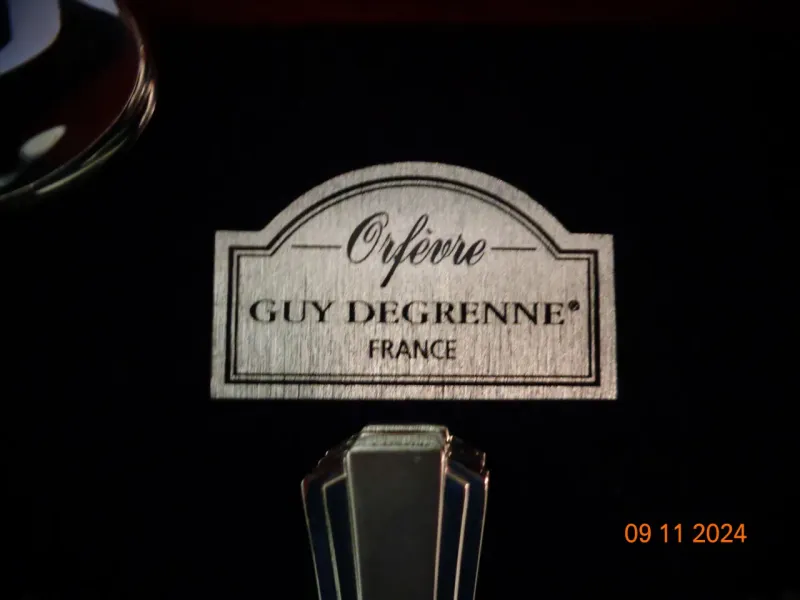 Orfèvre
GUY DEGRENNE®
FRANCE
09 11 2024